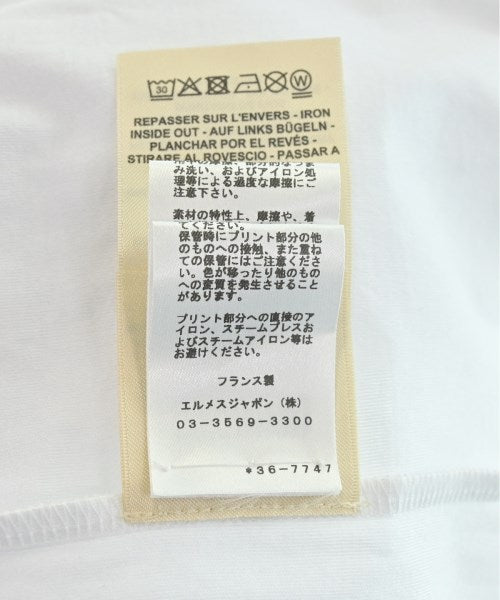 30 W
REPASSER SUR L'ENVERS - IRON
INSIDE OUT - AUF LINKS BÜGELN -
PLANCHAR POR EL REVÉS -
STIRARE AL ROVESCIO - PASSAR A
み洗い、およびアイロン処
理等による過度な摩擦にご
注意下さい。
素材の特性上、摩擦や、着
てください。
保管時にプリント部分の他
のものへの接触、また重ね
ての保管にはご注意くださ
い。色が移ったり他のもの
への変質を発生させること
があります。
プリント部分への直接のア
イロン、スチームプレスお
よびスチームアイロン等は
お避けください。
フランス製
エルメスジャポン（株）
03-3569-3300
*36-7747